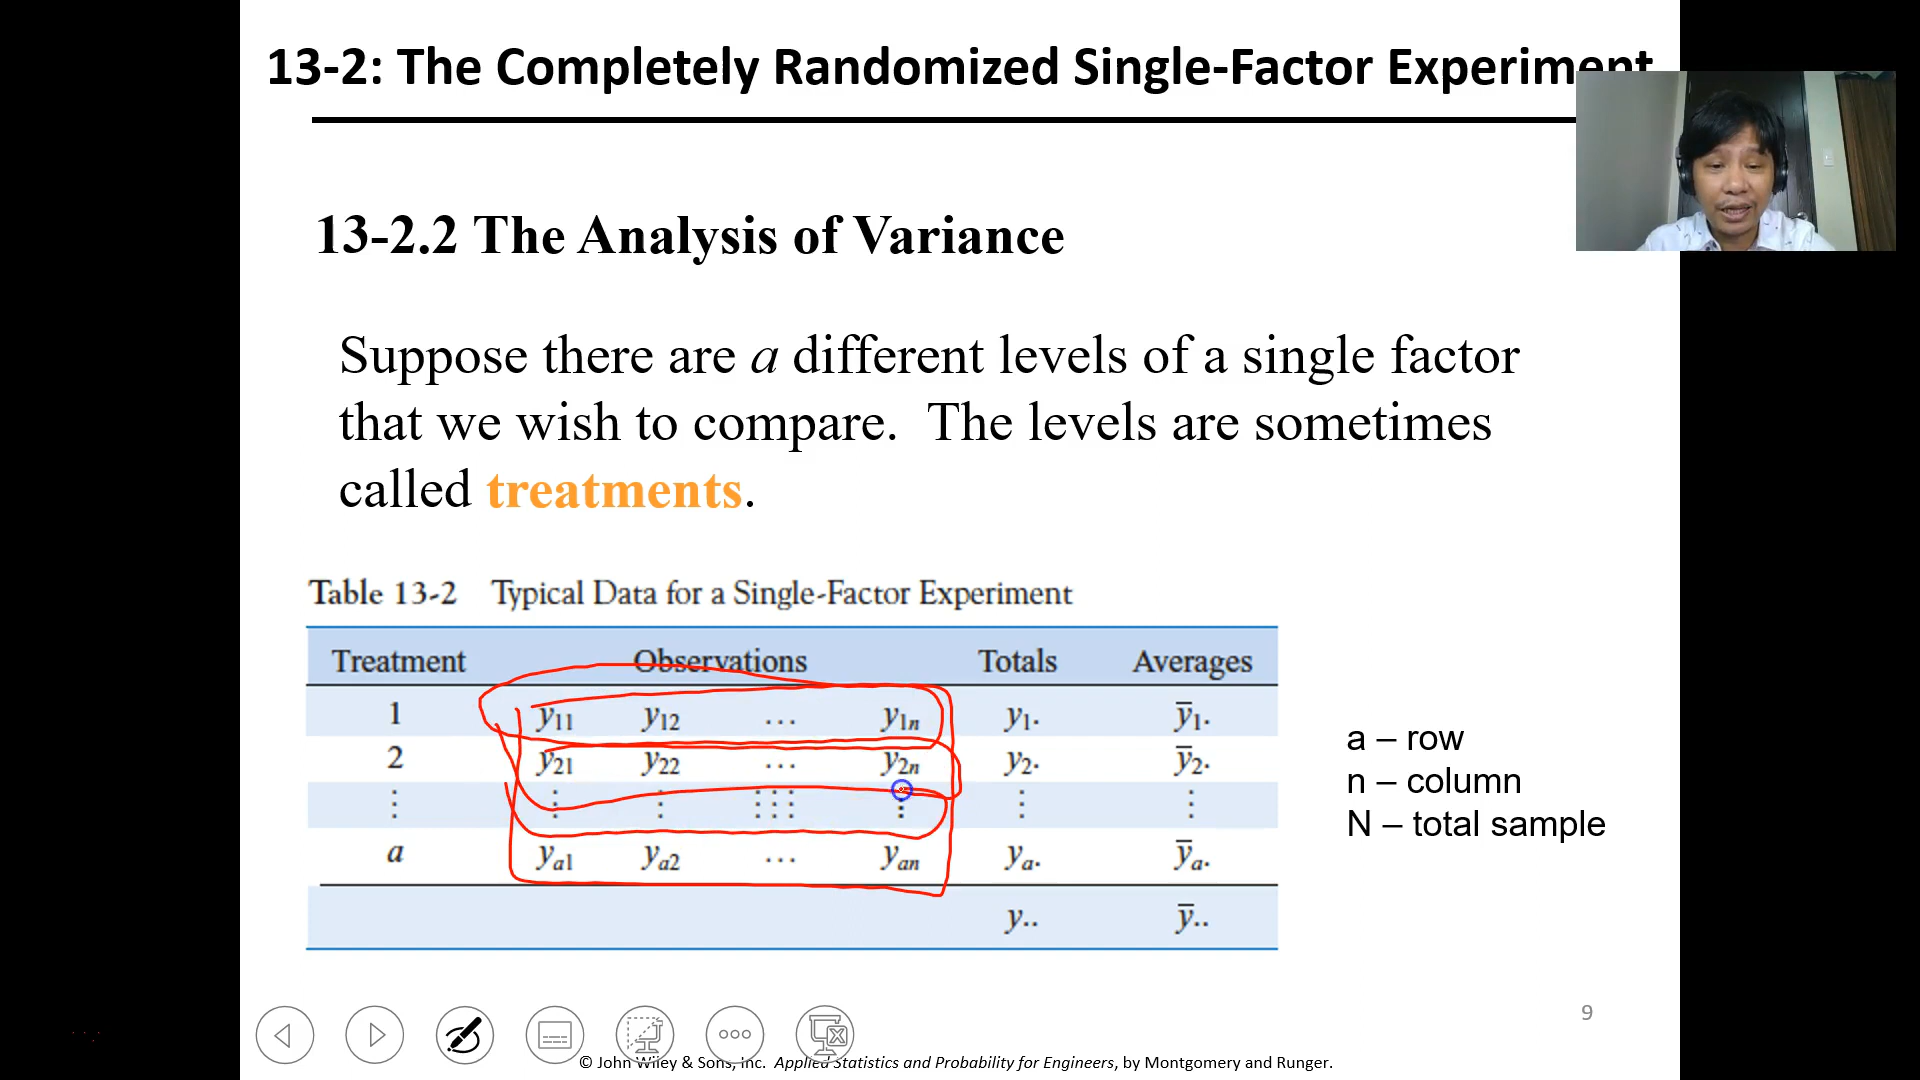 13-2: The Completely Randomized Single-Factor Experiment
13-2.2 The Analysis of Variance
Suppose there are a different levels of a single factor
that we wish to compare. The levels are sometimes
called treatments.
Table 13-2 Typical Data for a Single-Factor Experiment
Treatment Observations Totals Averages
1 y11 y12 ... y1n y1. ȳ1.
2 y21 y22 ... y2n y2. ȳ2.
⋮ ⋮ ⋮ ⋮⋮⋮ ⋮ ⋮ ⋮
a ya1 ya2 ... yan ya. ȳa.
y.. ȳ..
a – row
n – column
N – total sample
9
© John Wiley & Sons, Inc. Applied Statistics and Probability for Engineers, by Montgomery and Runger.